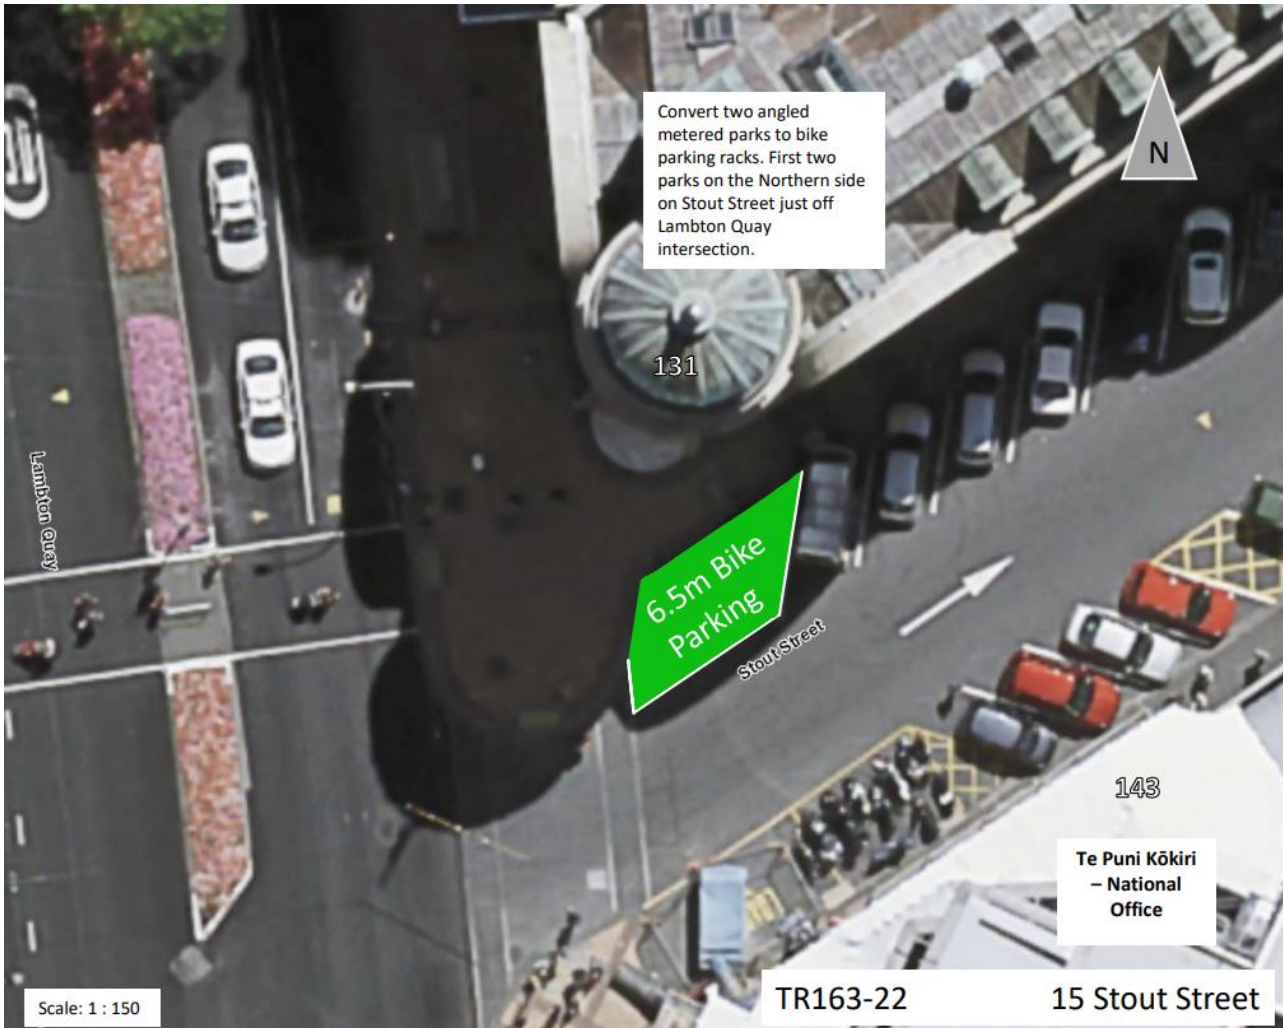 Convert two angled
metered parks to bike
parking racks. First two
parks on the Northern side
on Stout Street just off
Lambton Quay
intersection.
N
131
Lambton Quay
6.5m Bike
Parking
Stout Street
143
Te Puni Kōkiri
– National
Office
Scale: 1 : 150
TR163-22 15 Stout Street